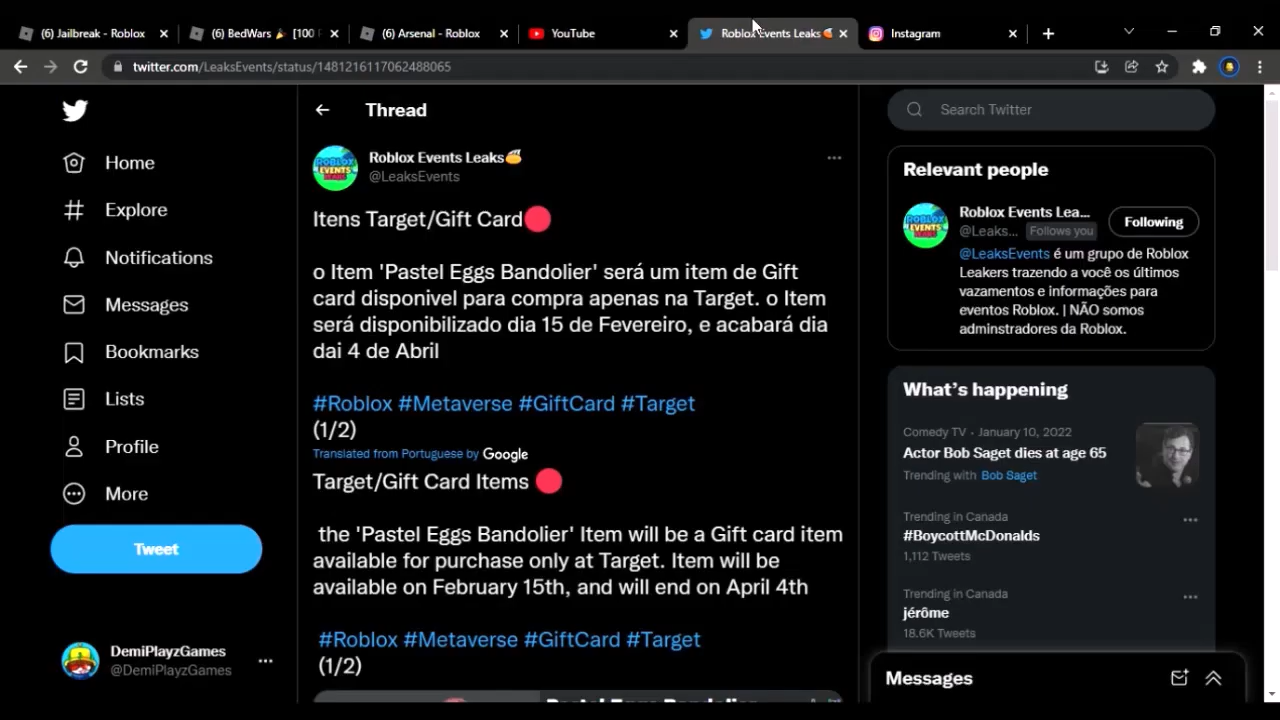 (6) Jailbreak - Roblox
(6) BedWars 🎉 [100
(6) Arsenal - Roblox
YouTube
Roblox Events Leaks
Instagram
twitter.com/LeaksEvents/status/1481216117062488065
Home
Explore
Notifications
Messages
Bookmarks
Lists
Profile
More
Tweet
DemiPlayzGames
@DemiPlayzGames
Thread
Roblox Events Leaks
@LeaksEvents
Itens Target/Gift Card🔴
o Item 'Pastel Eggs Bandolier' será um item de Gift
card disponivel para compra apenas na Target. o Item
será disponibilizado dia 15 de Fevereiro, e acabará dia
dai 4 de Abril
#Roblox #Metaverse #GiftCard #Target
(1/2)
Translated from Portuguese by Google
Target/Gift Card Items 🔴
the 'Pastel Eggs Bandolier' Item will be a Gift card item
available for purchase only at Target. Item will be
available on February 15th, and will end on April 4th
#Roblox #Metaverse #GiftCard #Target
(1/2)
Pastel Eggs Bandolier
Search Twitter
Relevant people
Roblox Events Lea...
@Leaks... Follows you
Following
@LeaksEvents é um grupo de Roblox
Leakers trazendo a você os últimos
vazamentos e informações para
eventos Roblox. | NÃO somos
adminstradores da Roblox.
What's happening
Comedy TV · January 10, 2022
Actor Bob Saget dies at age 65
Trending with Bob Saget
Trending in Canada
#BoycottMcDonalds
1,112 Tweets
Trending in Canada
jérôme
18.6K Tweets
Messages